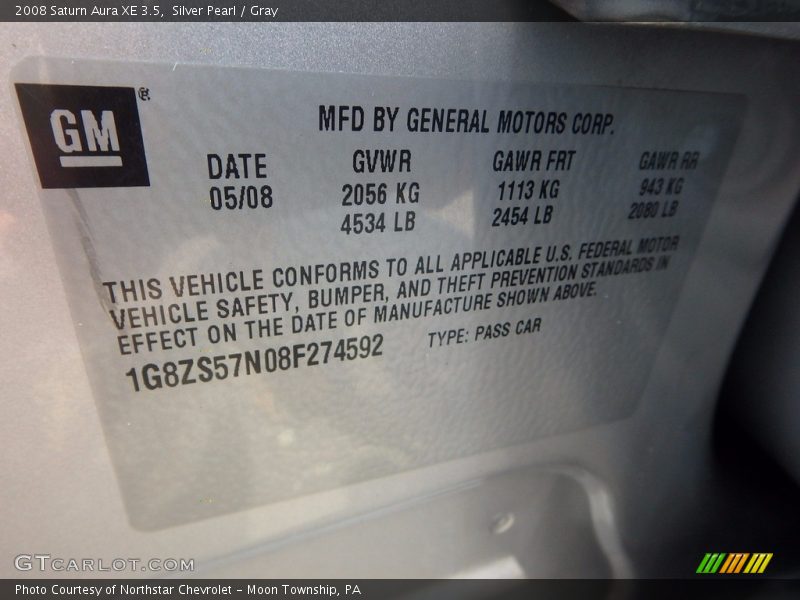 2008 Saturn Aura XE 3.5, Silver Pearl / Gray
GM®
MFD BY GENERAL MOTORS CORP.
DATE GVWR GAWR FRT GAWR RR
05/08 2056 KG 1113 KG 943 KG
4534 LB 2454 LB 2080 LB
THIS VEHICLE CONFORMS TO ALL APPLICABLE U.S. FEDERAL MOTOR
VEHICLE SAFETY, BUMPER, AND THEFT PREVENTION STANDARDS IN
EFFECT ON THE DATE OF MANUFACTURE SHOWN ABOVE.
1G8ZS57N08F274592 TYPE: PASS CAR
GTCARLOT.COM
Photo Courtesy of Northstar Chevrolet - Moon Township, PA